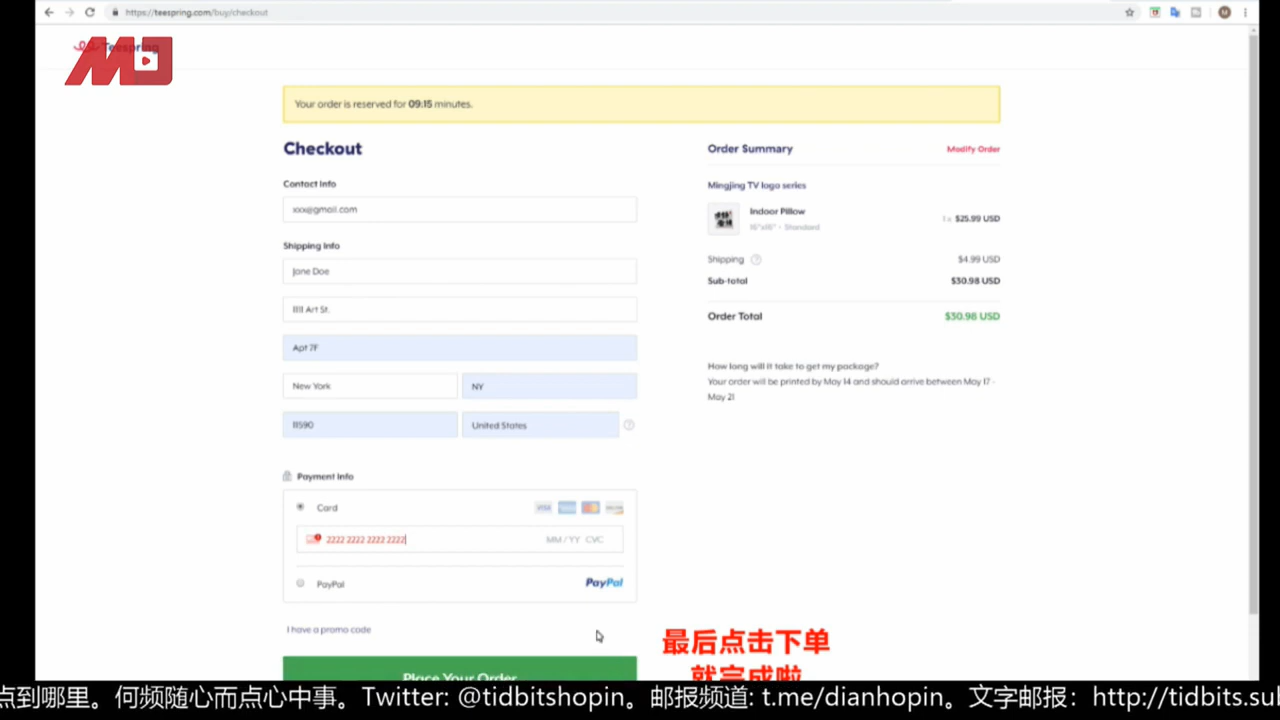 https://teespring.com/buy/checkout
Teespring
MD
Your order is reserved for 09:15 minutes.
Checkout
Contact Info
xxx@gmail.com
Shipping Info
Jane Doe
1111 Art St.
Apt 7F
New York
NY
11590
United States
Payment Info
Card
VISA
2222 2222 2222 2222
MM / YY CVC
PayPal
PayPal
I have a promo code
Place Your Order
Order Summary
Modify Order
Mingjing TV logo series
Indoor Pillow
1 x $25.99 USD
16"x16" - Standard
Shipping
$4.99 USD
Sub-total
$30.98 USD
Order Total
$30.98 USD
How long will it take to get my package?
Your order will be printed by May 14 and should arrive between May 17 -
May 21
最后点击下单
就完成啦
点到哪里。何频随心而点心中事。Twitter: @tidbitshopin。邮报频道: t.me/dianhopin。文字邮报：http://tidbits.su